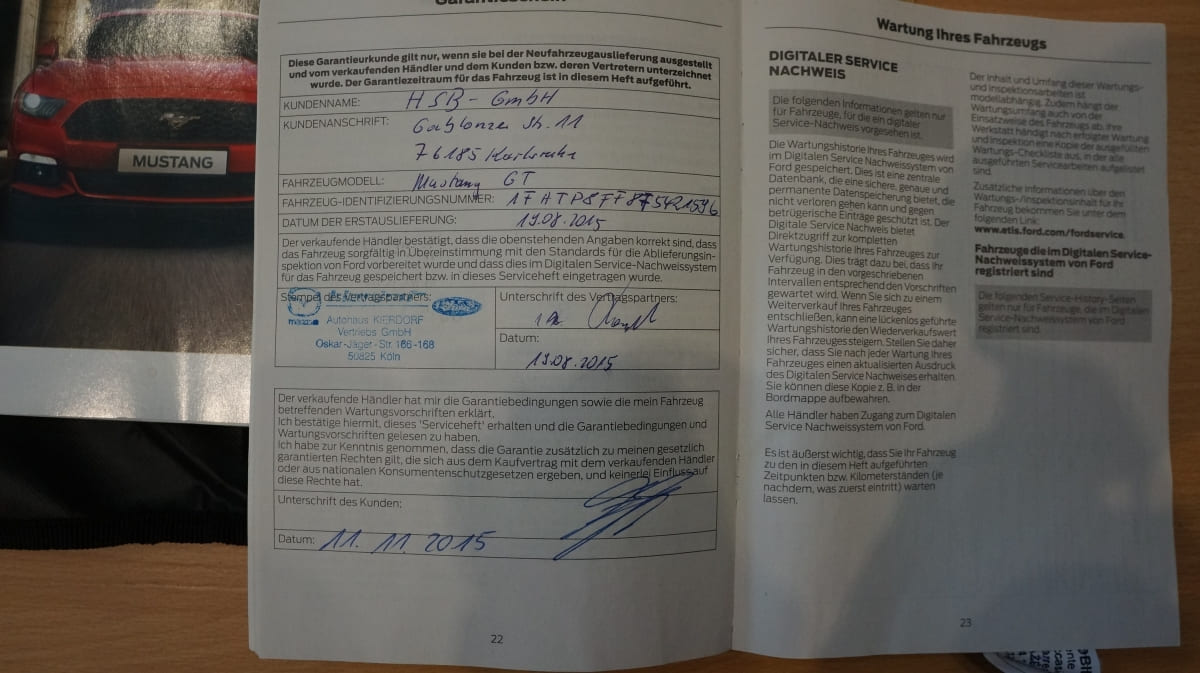 MUSTANG
Garantieschein
Diese Garantieurkunde gilt nur, wenn sie bei der Neufahrzeugauslieferung ausgestellt
und vom verkaufenden Händler und dem Kunden bzw. deren Vertretern unterzeichnet
wurde. Der Garantiezeitraum für das Fahrzeug ist in diesem Heft aufgeführt.
KUNDENNAME: HSB-GmbH
KUNDENANSCHRIFT: Gablonzer Str. 11
76185 Karlsruhe
FAHRZEUGMODELL: Mustang GT
FAHRZEUG-IDENTIFIZIERUNGSNUMMER:
DATUM DER ERSTAUSLIEFERUNG: 19.08.2015
Der verkaufende Händler bestätigt, dass die obenstehenden Angaben korrekt sind, dass
das Fahrzeug sorgfältig in Übereinstimmung mit den Standards für die Ablieferungsin-
spektion von Ford vorbereitet wurde und dass dies im Digitalen Service-Nachweissystem
für das Fahrzeug gespeichert bzw. in dieses Serviceheft eingetragen wurde.
Stempel des Vertragspartners:
mazda
Autohaus KIERDORF
Vertriebs GmbH
Oskar-Jäger-Str. 166-168
50825 Köln
Unterschrift des Vertragspartners:
Datum:
19.08.2015
Der verkaufende Händler hat mir die Garantiebedingungen sowie die mein Fahrzeug
betreffenden Wartungsvorschriften erklärt.
Ich bestätige hiermit, dieses 'Serviceheft' erhalten und die Garantiebedingungen und
Wartungsvorschriften gelesen zu haben.
Ich habe zur Kenntnis genommen, dass die Garantie zusätzlich zu meinen gesetzlich
garantierten Rechten gilt, die sich aus dem Kaufvertrag mit dem verkaufenden Händler
oder aus nationalen Konsumentenschutzgesetzen ergeben, und keinerlei Einfluss auf
diese Rechte hat.
Unterschrift des Kunden:
Datum: 11. 11. 2015
22
Wartung Ihres Fahrzeugs
DIGITALER SERVICE
NACHWEIS
Die folgenden Informationen gelten nur
für Fahrzeuge, für die ein digitaler
Service-Nachweis vorgesehen ist.
Die Wartungshistorie Ihres Fahrzeuges wird
im Digitalen Service Nachweissystem von
Ford gespeichert. Dies ist eine zentrale
Datenbank, die eine sichere, genaue und
permanente Datenspeicherung bietet, die
nicht verloren gehen kann und gegen
betrügerische Einträge geschützt ist. Der
Digitale Service Nachweis bietet
Direktzugriff zur kompletten
Wartungshistorie Ihres Fahrzeuges zur
Verfügung. Dies trägt dazu bei, dass Ihr
Fahrzeug in den vorgeschriebenen
Intervallen entsprechend den Vorschriften
gewartet wird. Wenn Sie sich zu einem
Weiterverkauf Ihres Fahrzeuges
entschließen, kann eine lückenlos geführte
Wartungshistorie den Wiederverkaufswert
Ihres Fahrzeuges steigern. Stellen Sie daher
sicher, dass Sie nach jeder Wartung Ihres
Fahrzeuges einen aktualisierten Ausdruck
des Digitalen Service Nachweises erhalten.
Sie können diese Kopie z. B. in der
Bordmappe aufbewahren.
Alle Händler haben Zugang zum Digitalen
Service Nachweissystem von Ford.
Es ist äußerst wichtig, dass Sie Ihr Fahrzeug
zu den in diesem Heft aufgeführten
Zeitpunkten bzw. Kilometerständen (je
nachdem, was zuerst eintritt) warten
lassen.
Der Inhalt und Umfang dieser Wartungs-
und Inspektionsarbeiten ist
modellabhängig. Zudem hängt der
Wartungsumfang auch von der
Einsatzweise des Fahrzeugs ab. Ihre
Werkstatt händigt nach erfolgter Wartung
und Inspektion eine Kopie der ausgefüllten
Wartungs-Checkliste aus, in der alle
ausgeführten Servicearbeiten aufgelistet
sind.
Zusätzliche Informationen über den
Wartungs-/Inspektionsinhalt für Ihr
Fahrzeug bekommen Sie unter dem
folgenden Link:
www.etis.ford.com/fordservice.
Fahrzeuge die im Digitalen Service-
Nachweissystem von Ford
registriert sind
Die folgenden Service-History-Seiten
gelten nur für Fahrzeuge, die im Digitalen
Service-Nachweissystem von Ford
registriert sind.
23